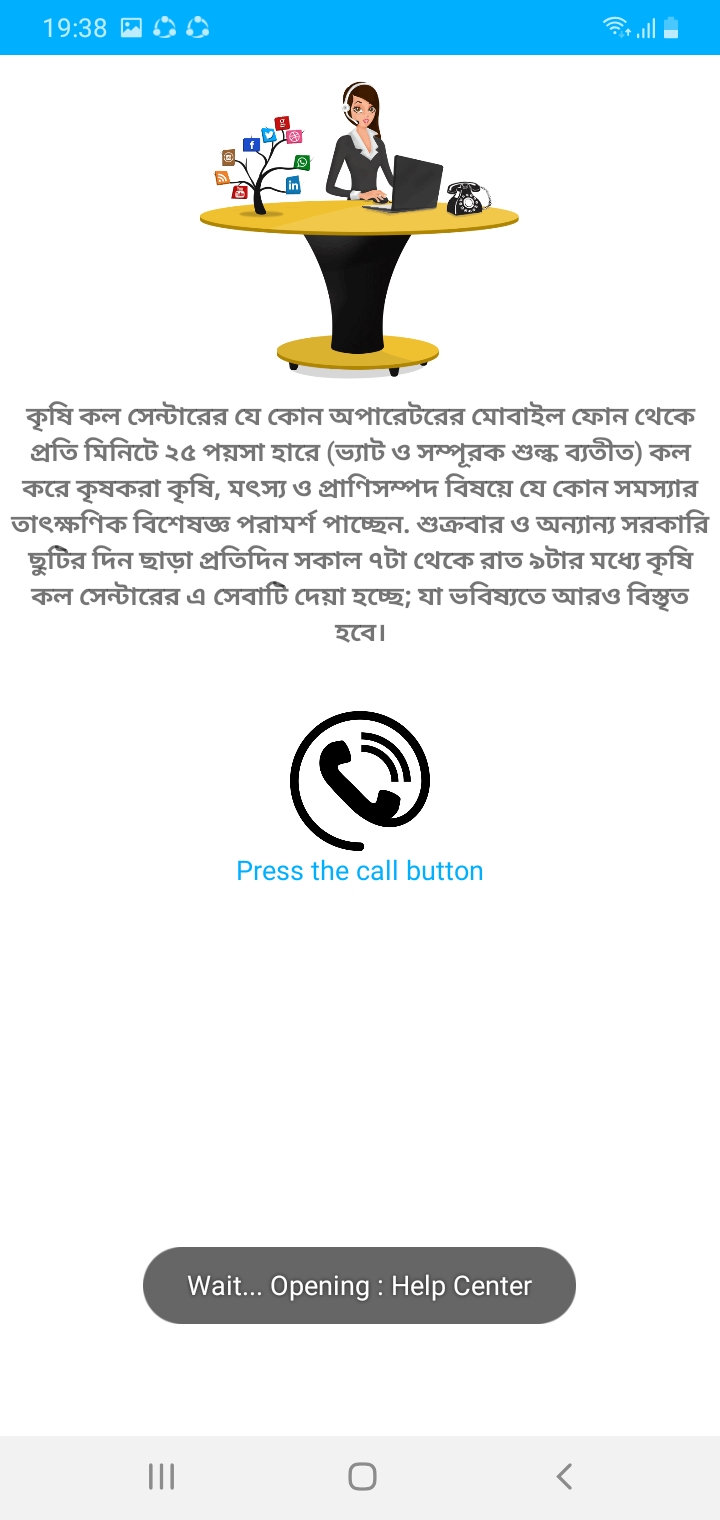 19:38
কৃষি কল সেন্টারের যে কোন অপারেটরের মোবাইল ফোন থেকে
প্রতি মিনিটে ২৫ পয়সা হারে (ভ্যাট ও সম্পূরক শুল্ক ব্যতীত) কল
করে কৃষকরা কৃষি, মৎস্য ও প্রাণিসম্পদ বিষয়ে যে কোন সমস্যার
তাৎক্ষণিক বিশেষজ্ঞ পরামর্শ পাচ্ছেন. শুক্রবার ও অন্যান্য সরকারি
ছুটির দিন ছাড়া প্রতিদিন সকাল ৭টা থেকে রাত ৯টার মধ্যে কৃষি
কল সেন্টারের এ সেবাটি দেয়া হচ্ছে; যা ভবিষ্যতে আরও বিস্তৃত
হবে।
Press the call button
Wait... Opening : Help Center